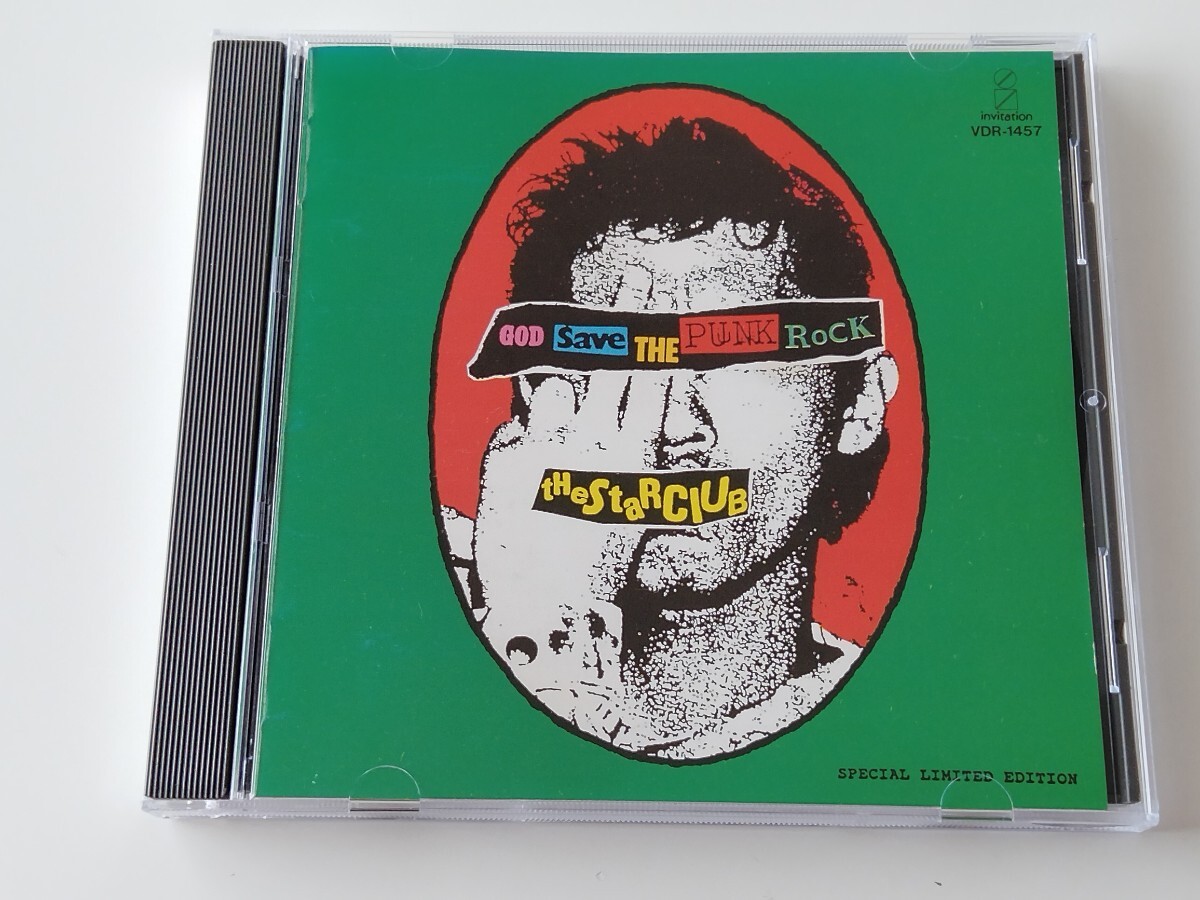 invitation
VDR-1457
GOD Save THE PUNK RocK
tHeStaRClUB
SPECIAL LIMITED EDITION